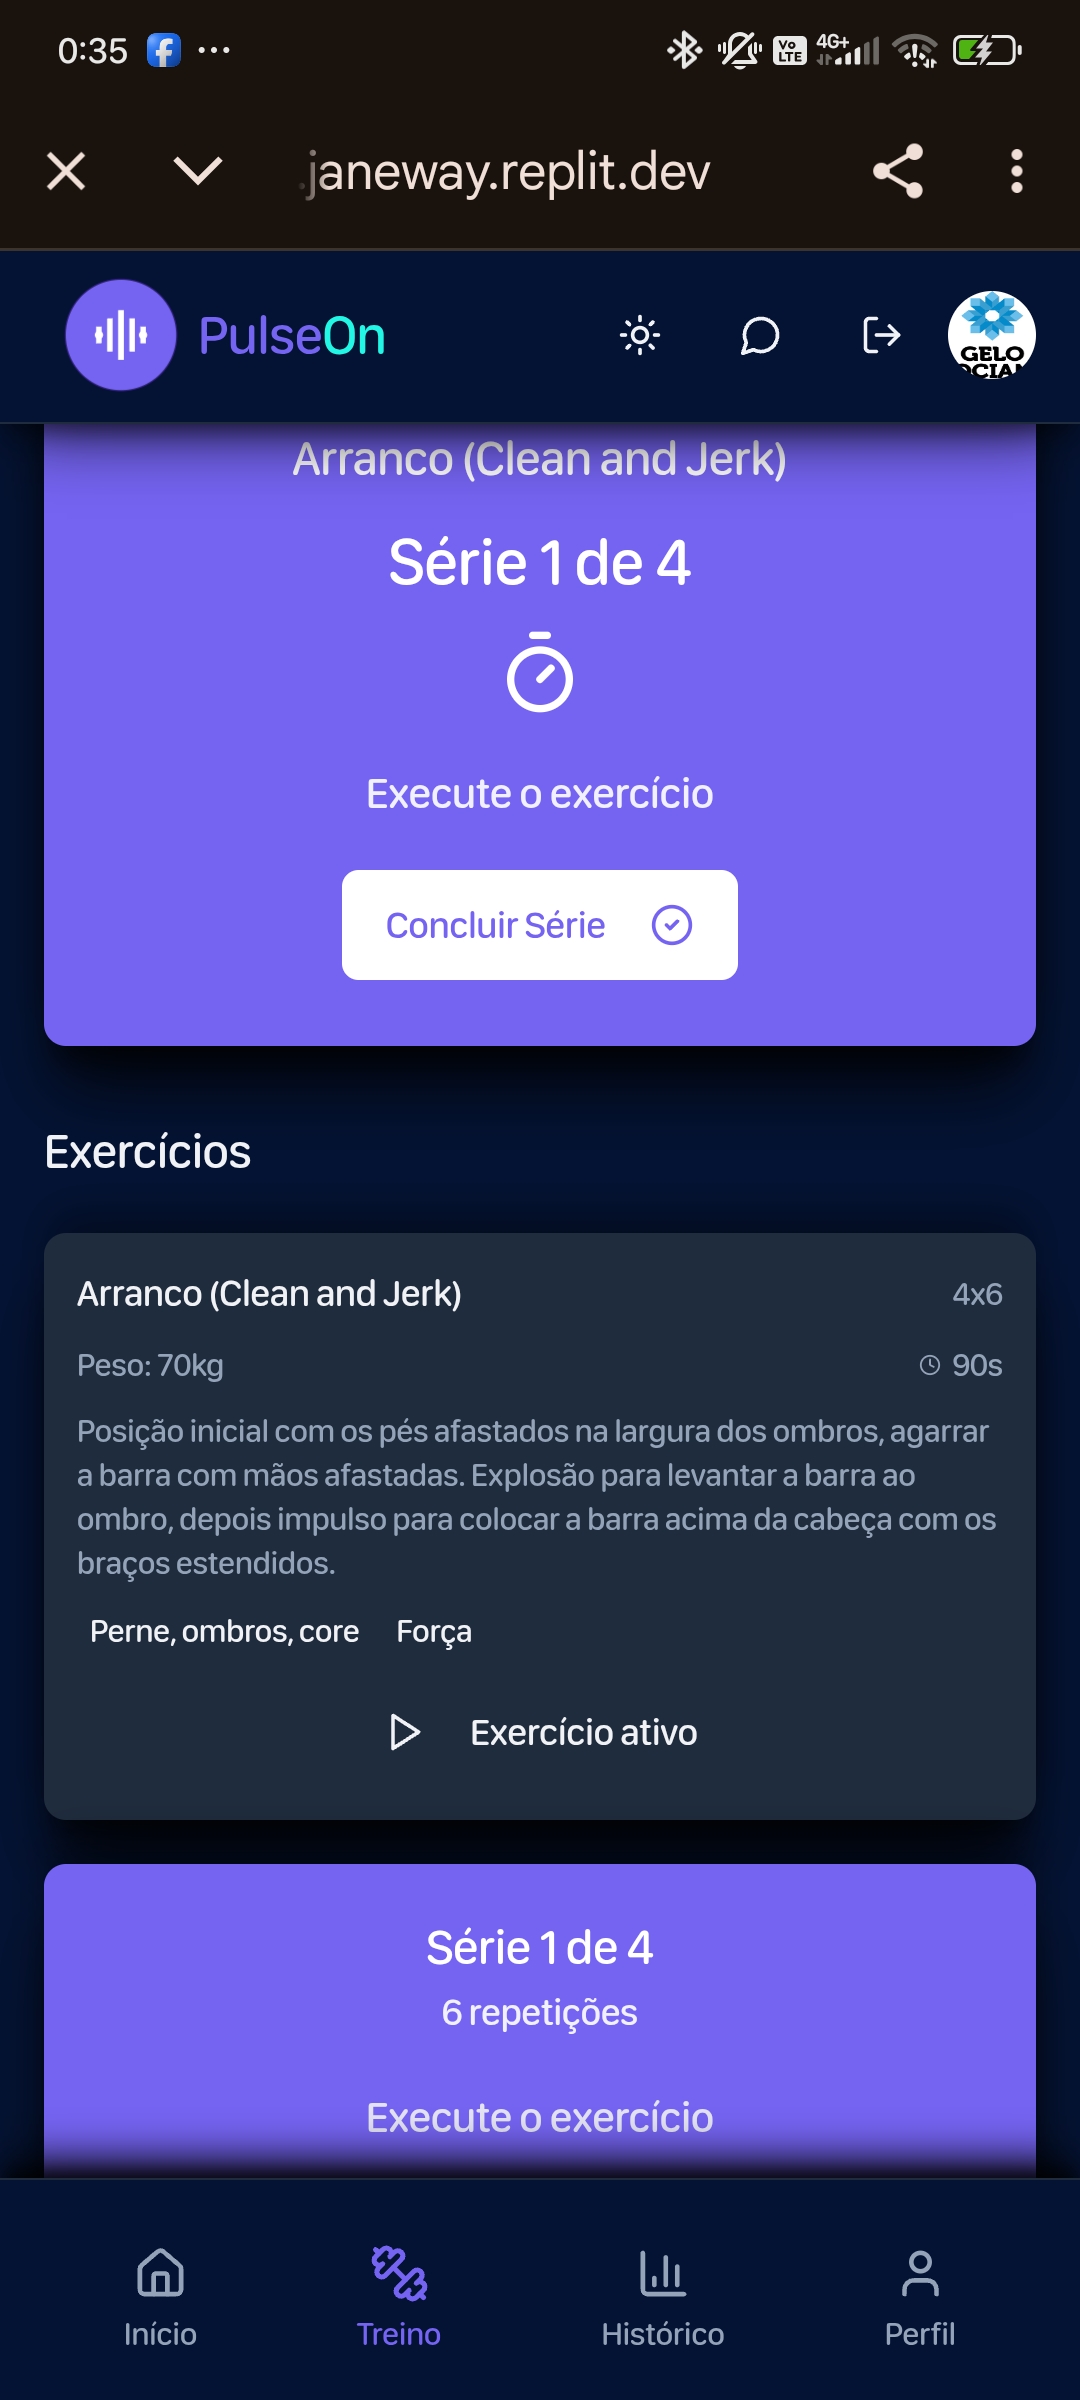 0:35
Vo LTE 4G+
janeway.replit.dev
PulseOn
GELO
Arranco (Clean and Jerk)
Série 1 de 4
Execute o exercício
Concluir Série
Exercícios
Arranco (Clean and Jerk)
4x6
Peso: 70kg
90s
Posição inicial com os pés afastados na largura dos ombros, agarrar
a barra com mãos afastadas. Explosão para levantar a barra ao
ombro, depois impulso para colocar a barra acima da cabeça com os
braços estendidos.
Perne, ombros, core Força
Exercício ativo
Série 1 de 4
6 repetições
Execute o exercício
Início
Treino
Histórico
Perfil